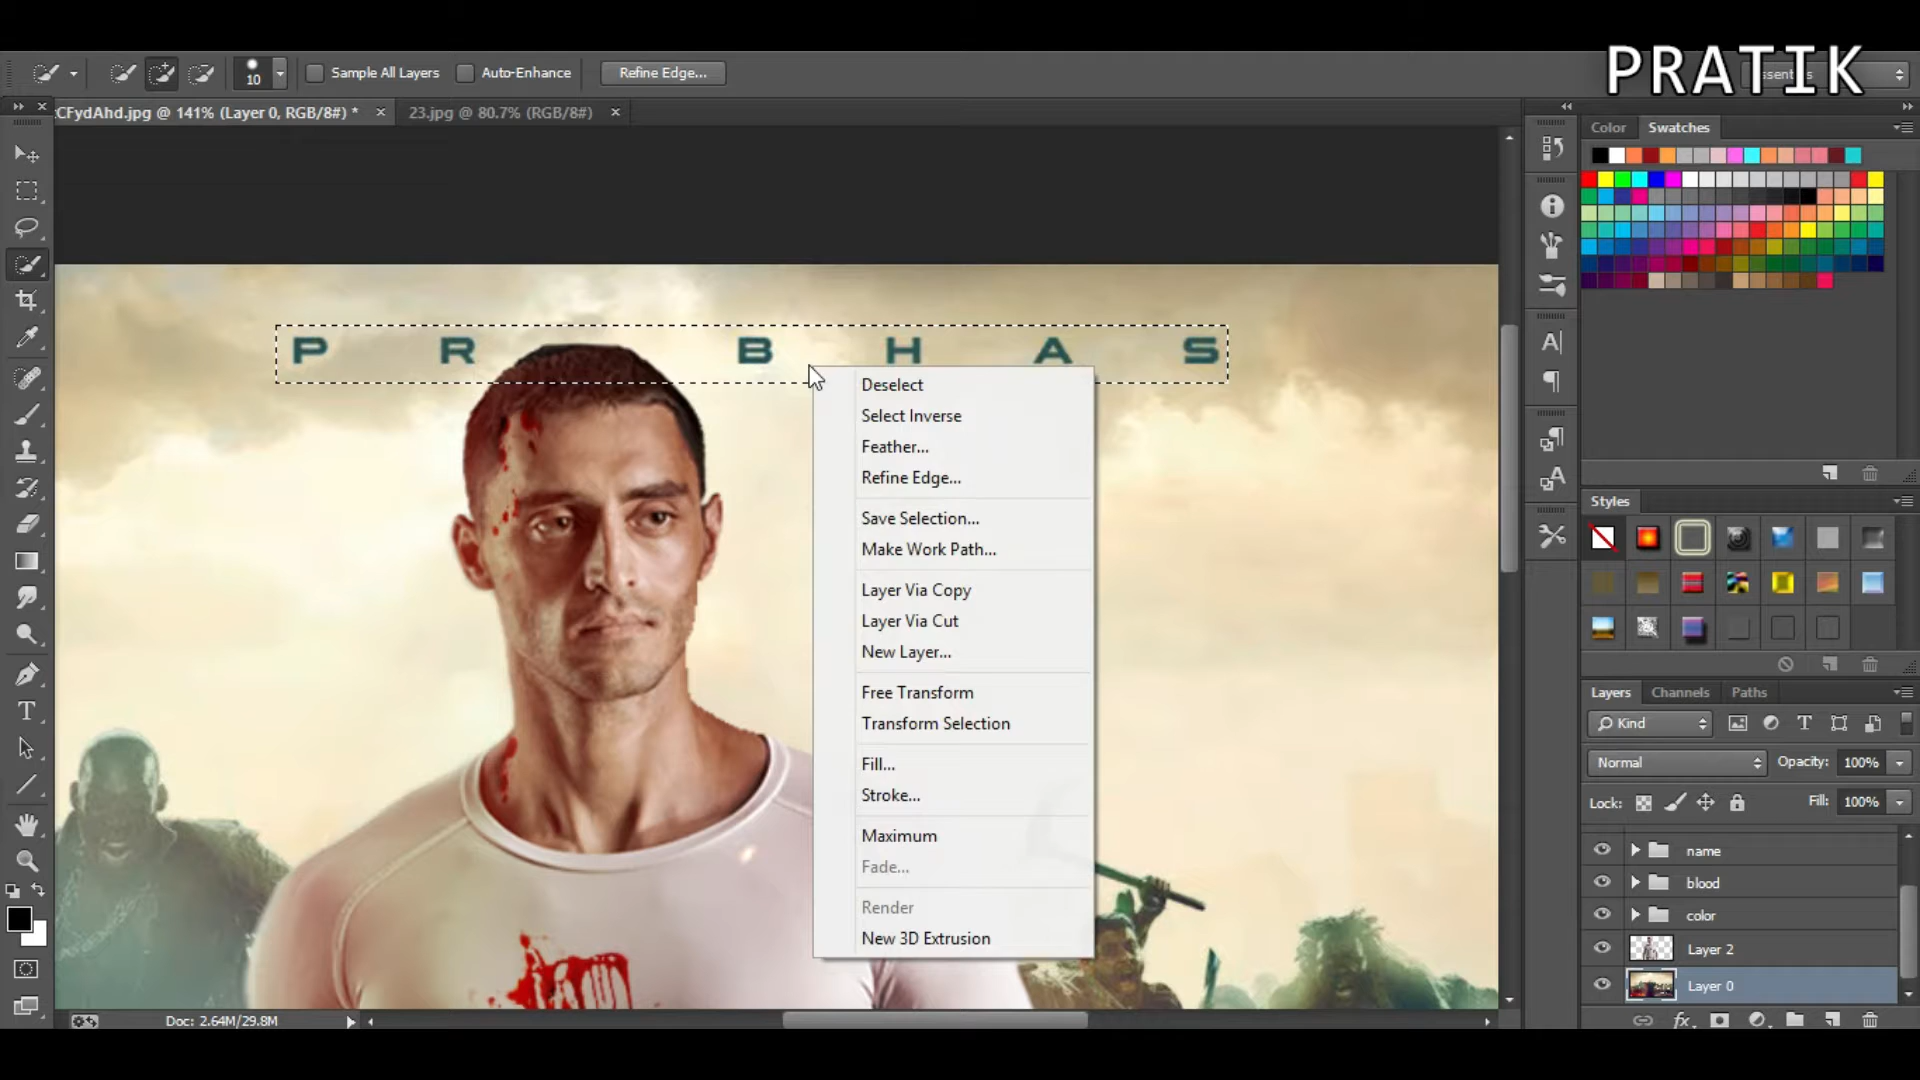 PRATIK
10
Sample All Layers
Auto-Enhance
Refine Edge...
CFydAhd.jpg @ 141% (Layer 0, RGB/8#) *
23.jpg @ 80.7% (RGB/8#)
Color
Swatches
P R B H A S
Deselect
Select Inverse
Feather...
Refine Edge...
Save Selection...
Make Work Path...
Layer Via Copy
Layer Via Cut
New Layer...
Free Transform
Transform Selection
Fill...
Stroke...
Maximum
Fade...
Render
New 3D Extrusion
Styles
Layers
Channels
Paths
Kind
Normal
Opacity: 100%
Lock:
Fill: 100%
name
blood
color
Layer 2
Layer 0
Doc: 2.64M/29.8M